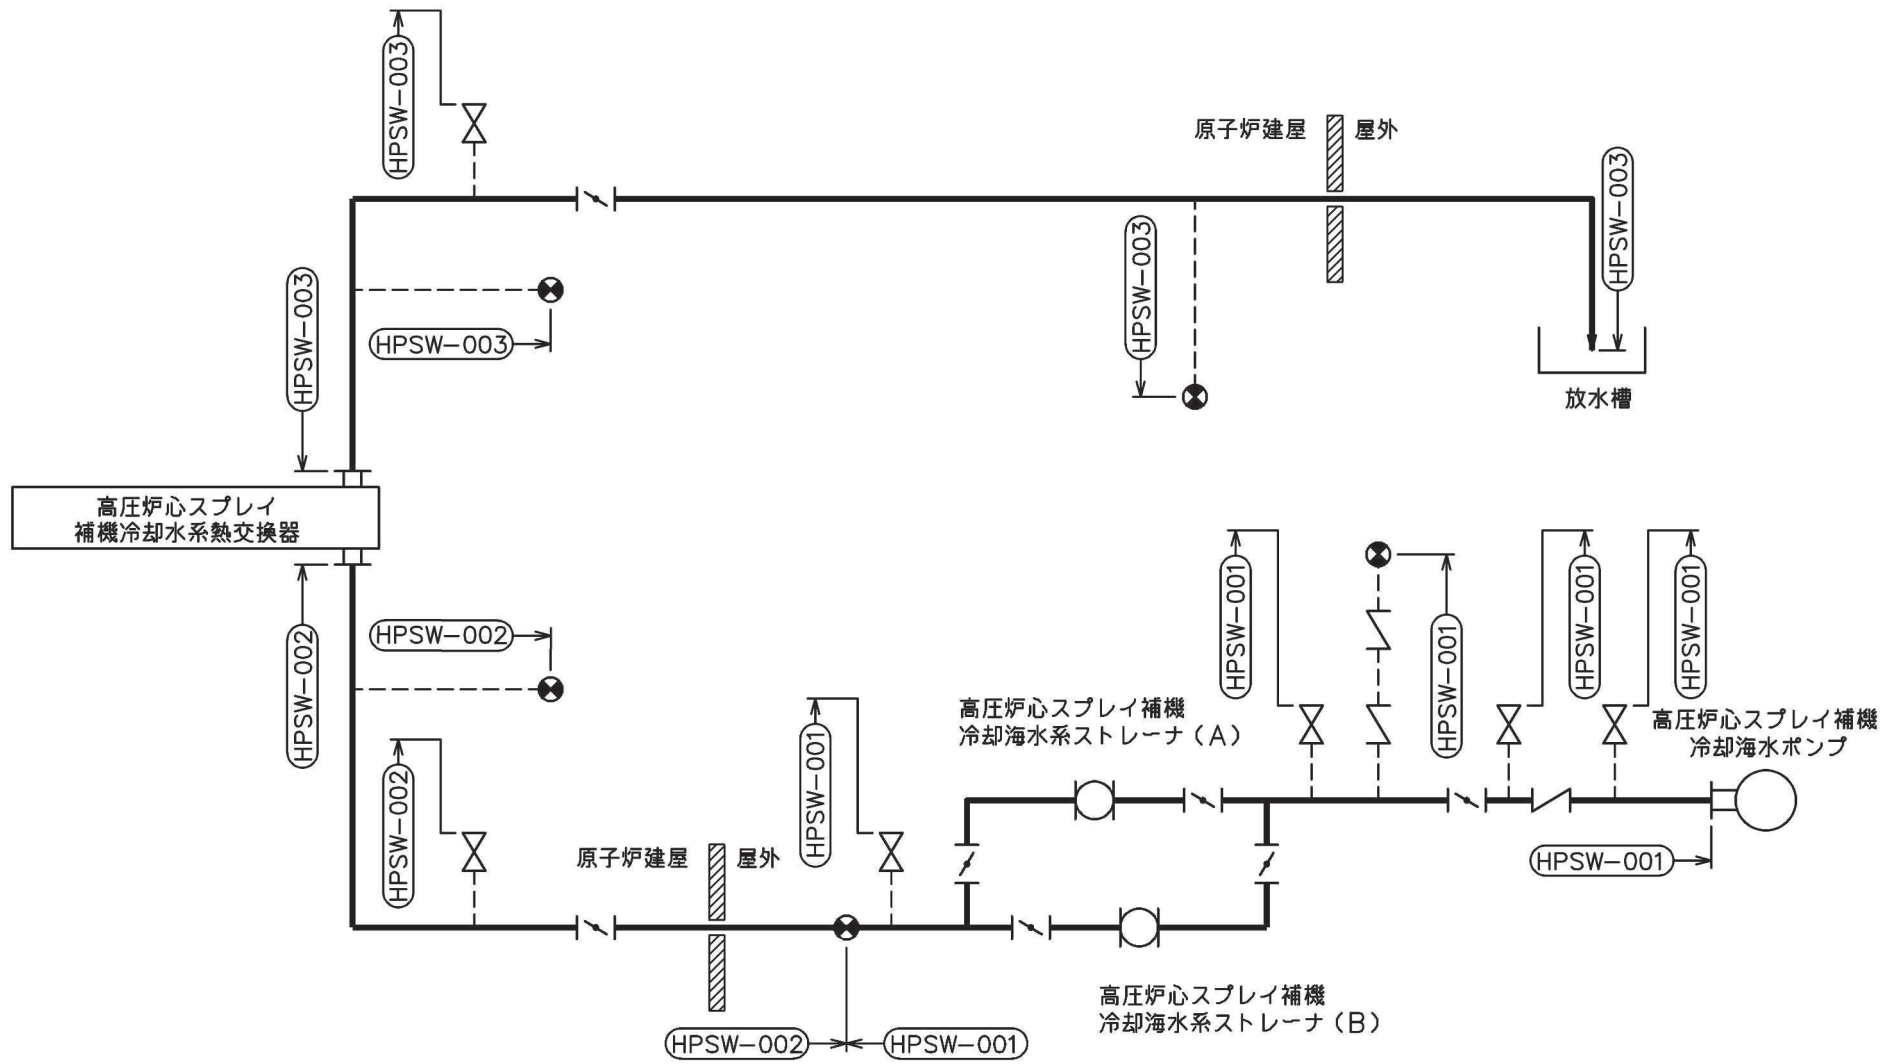 HPSW-003
原子炉建屋
屋外
HPSW-003
HPSW-003
HPSW-003
HPSW-003
放水槽
高圧炉心スプレイ
補機冷却水系熱交換器
HPSW-002
HPSW-002
HPSW-002
原子炉建屋
屋外
HPSW-001
高圧炉心スプレイ補機
冷却海水系ストレーナ（A）
HPSW-001
HPSW-001
HPSW-001
HPSW-001
高圧炉心スプレイ補機
冷却海水ポンプ
HPSW-001
高圧炉心スプレイ補機
冷却海水系ストレーナ（B）
HPSW-002
HPSW-001